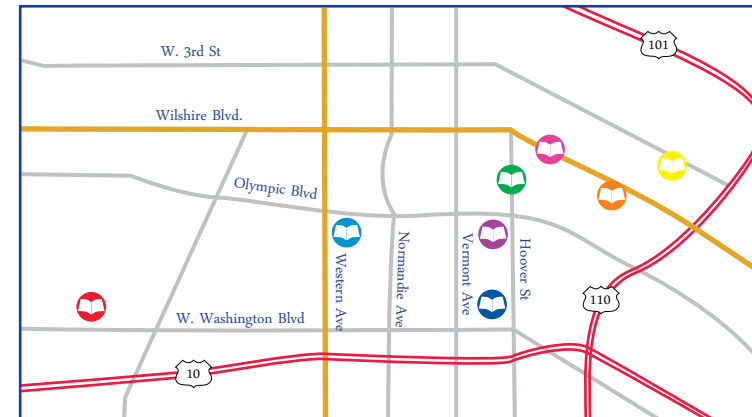 W. 3rd St
101
Wilshire Blvd.
Olympic Blvd
Western Ave
Normandie Ave
Vermont Ave
Hoover St
110
W. Washington Blvd
10